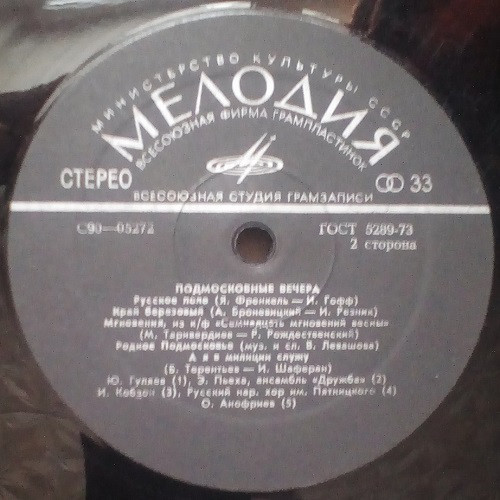 МИНИСТЕРСТВО КУЛЬТУРЫ СССР
МЕЛОДИЯ
ВСЕСОЮЗНАЯ ФИРМА ГРАМПЛАСТИНОК
СТЕРЕО
33
ВСЕСОЮЗНАЯ СТУДИЯ ГРАМЗАПИСИ
С90—05272
ГОСТ 5289-73
2 сторона
ПОДМОСКОВНЫЕ ВЕЧЕРА
Русское поле (Я. Френкель — И. Гофф)
Край березовый (А. Броневицкий — И. Резник)
Мгновения, из к/ф «Семнадцать мгновений весны»
(М. Таривердиев — Р. Рождественский)
Родное Подмосковье (муз. и сл. В. Левашова)
А я в милиции служу
(Б. Терентьев — И. Шаферан)
Ю. Гуляев (1), Э. Пьеха, ансамбль «Дружба» (2)
И. Кобзон (3), Русский нар. хор им. Пятницкого (4)
О. Анофриев (5)